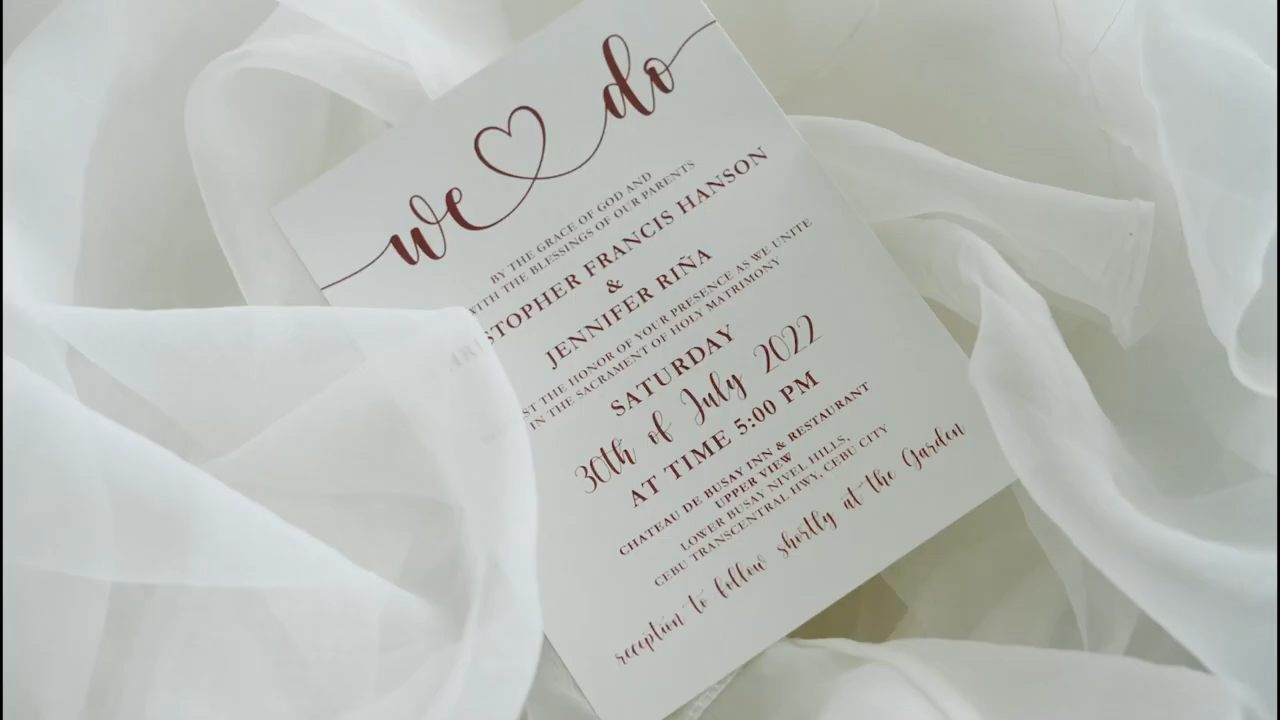 we do
BY THE GRACE OF GOD AND
WITH THE BLESSINGS OF OUR PARENTS
RISTOPHER FRANCIS HANSON
&
JENNIFER RIÑA
ST THE HONOR OF YOUR PRESENCE AS WE UNITE
IN THE SACRAMENT OF HOLY MATRIMONY
SATURDAY
30th of July 2022
AT TIME 5:00 PM
CHATEAU DE BUSAY INN & RESTAURANT
UPPER VIEW
LOWER BUSAY NIVEL HILLS,
CEBU TRANSCENTRAL HWY, CEBU CITY
reception to follow shortly at the Garden